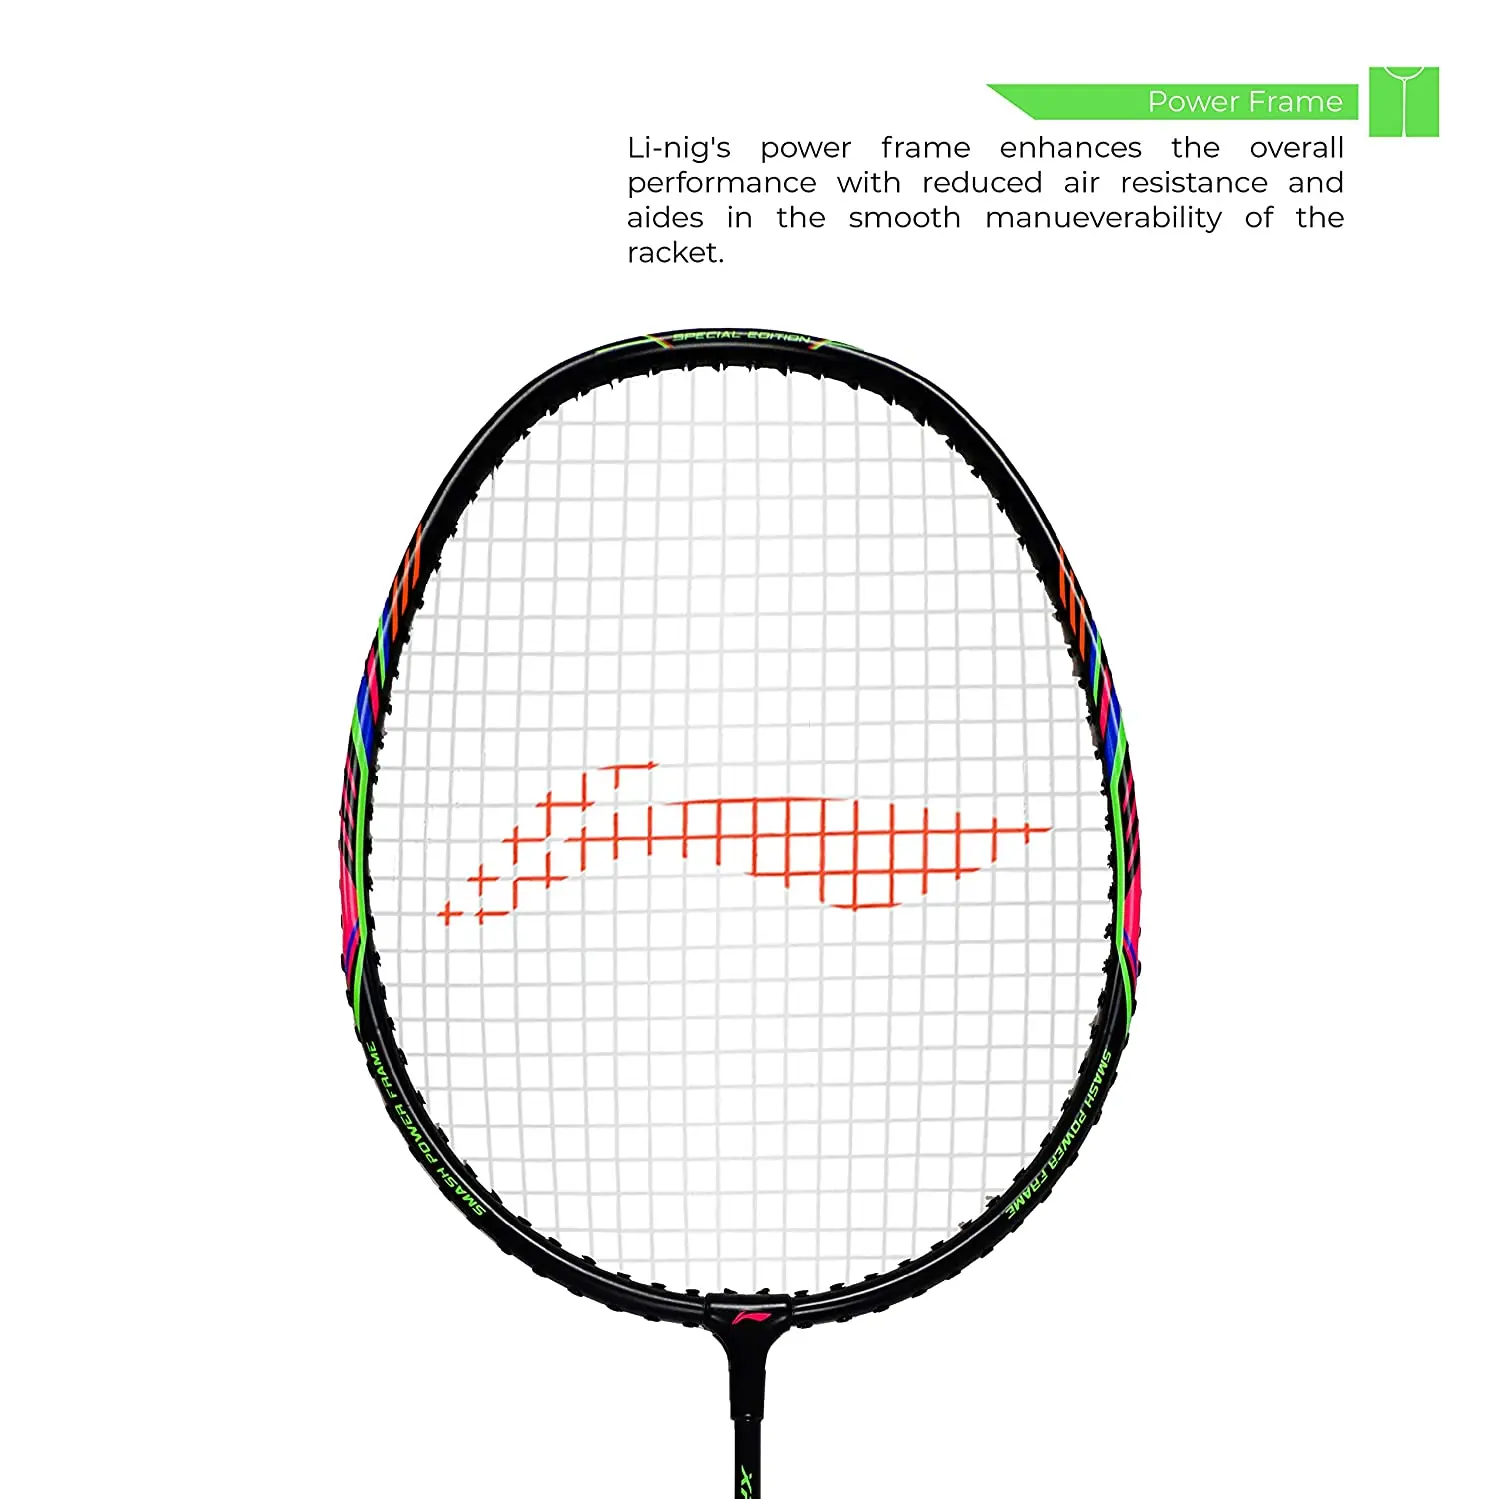 Power Frame
Li-nig's power frame enhances the overall
performance with reduced air resistance and
aides in the smooth manueverability of the
racket.
SPECIAL EDITION
SMASH POWER FRAME
SMASH POWER FRAME